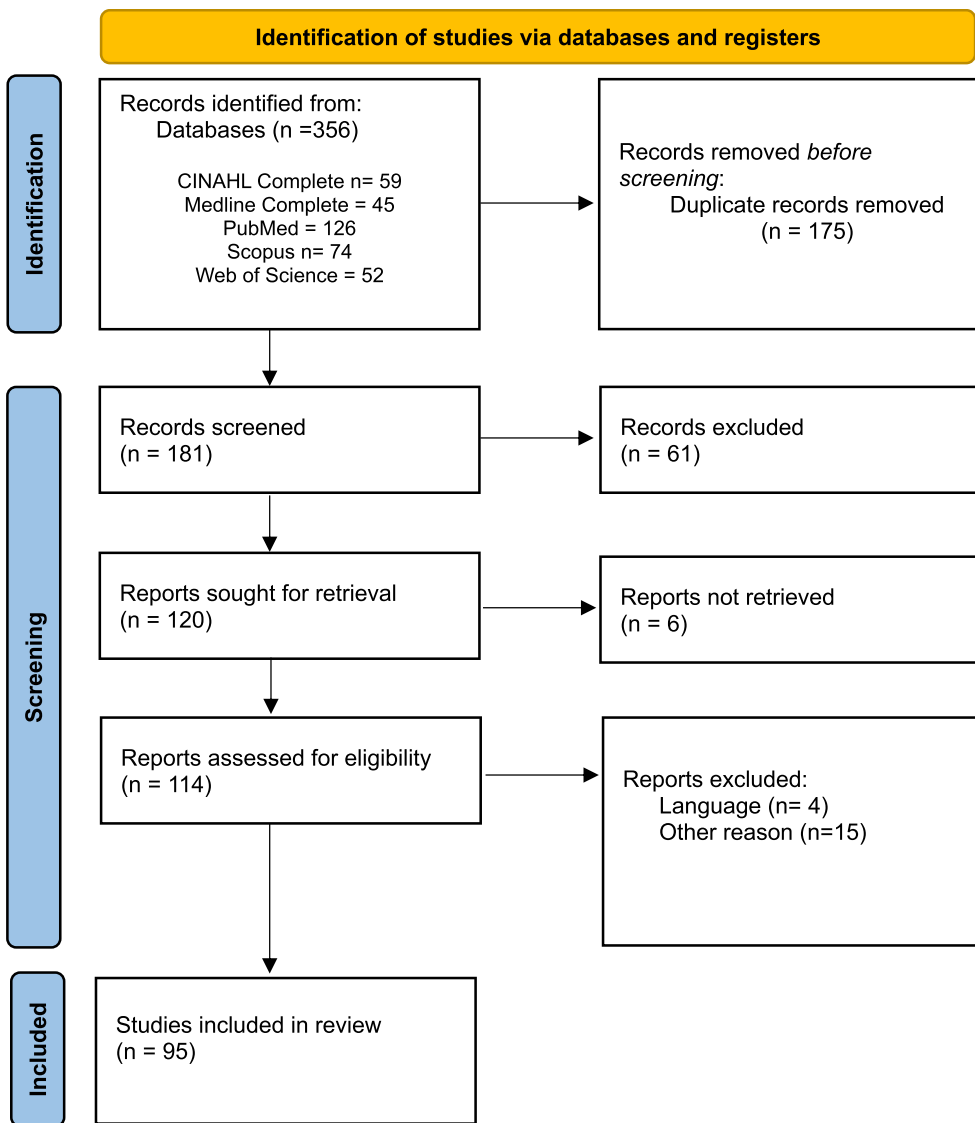 Identification of studies via databases and registers
Identification
Records identified from:
Databases (n =356)
CINAHL Complete n= 59
Medline Complete = 45
PubMed = 126
Scopus n= 74
Web of Science = 52
Records removed before
screening:
Duplicate records removed
(n = 175)
Screening
Records screened
(n = 181)
Records excluded
(n = 61)
Reports sought for retrieval
(n = 120)
Reports not retrieved
(n = 6)
Reports assessed for eligibility
(n = 114)
Reports excluded:
Language (n= 4)
Other reason (n=15)
Included
Studies included in review
(n = 95)